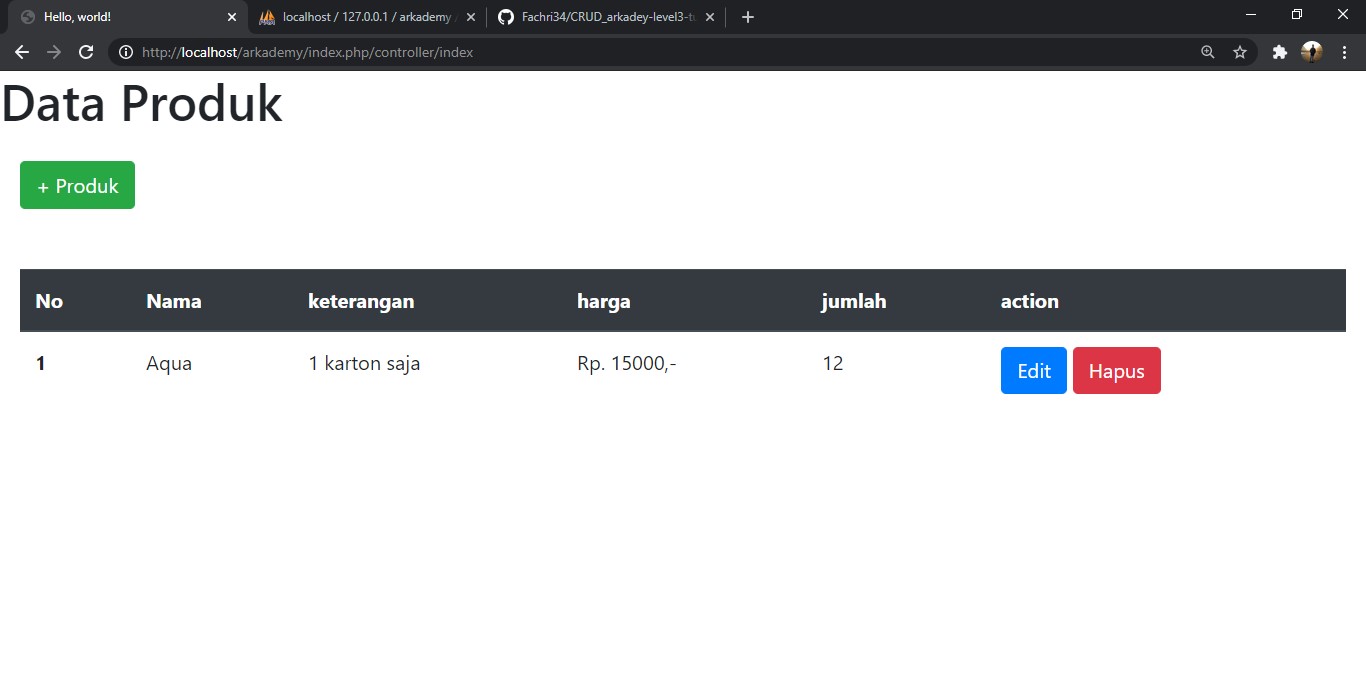 Hello, world!
localhost / 127.0.0.1 / arkademy
Fachri34/CRUD_arkadey-level3-tu
http://localhost/arkademy/index.php/controller/index
Data Produk
+ Produk
No Nama keterangan harga jumlah action
1 Aqua 1 karton saja Rp. 15000,- 12 Edit Hapus